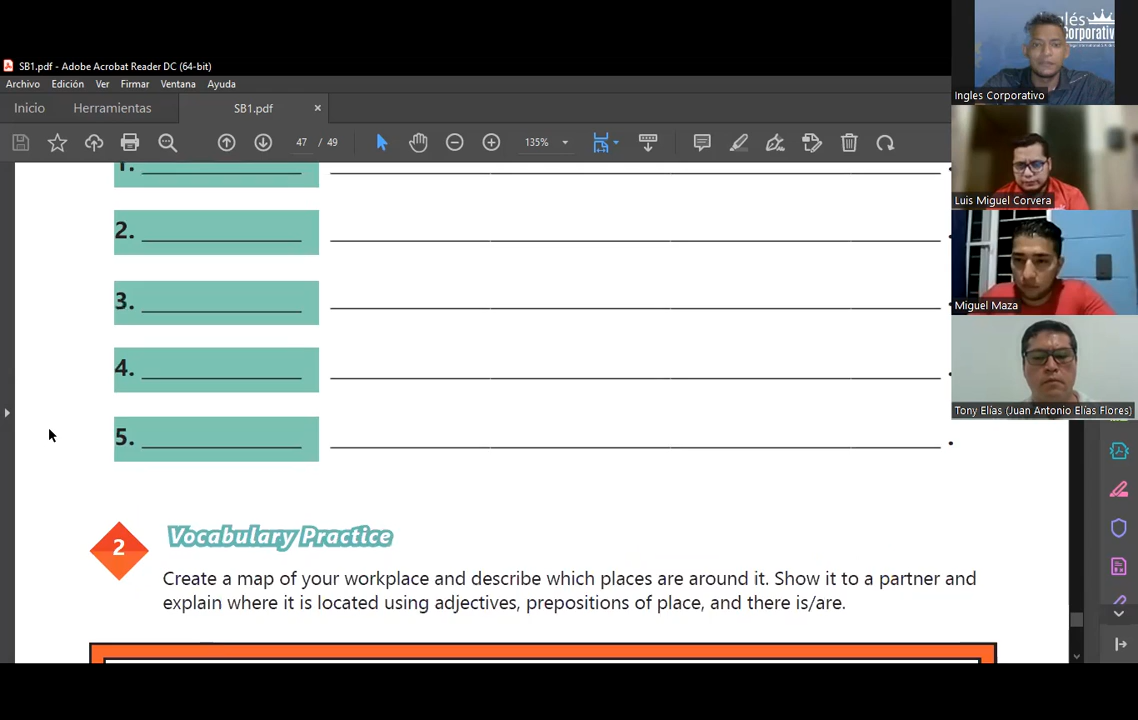 SB1.pdf - Adobe Acrobat Reader DC (64-bit)
Archivo Edición Ver Firmar Ventana Ayuda
Inicio Herramientas SB1.pdf ×
47 / 49 135%
1. .
2. .
3. .
4. .
5. .
2 Vocabulary Practice
Create a map of your workplace and describe which places are around it. Show it to a partner and
explain where it is located using adjectives, prepositions of place, and there is/are.
Ingles Corporativo
Luis Miguel Corvera
Miguel Maza
Tony Elías (Juan Antonio Elías Flores)